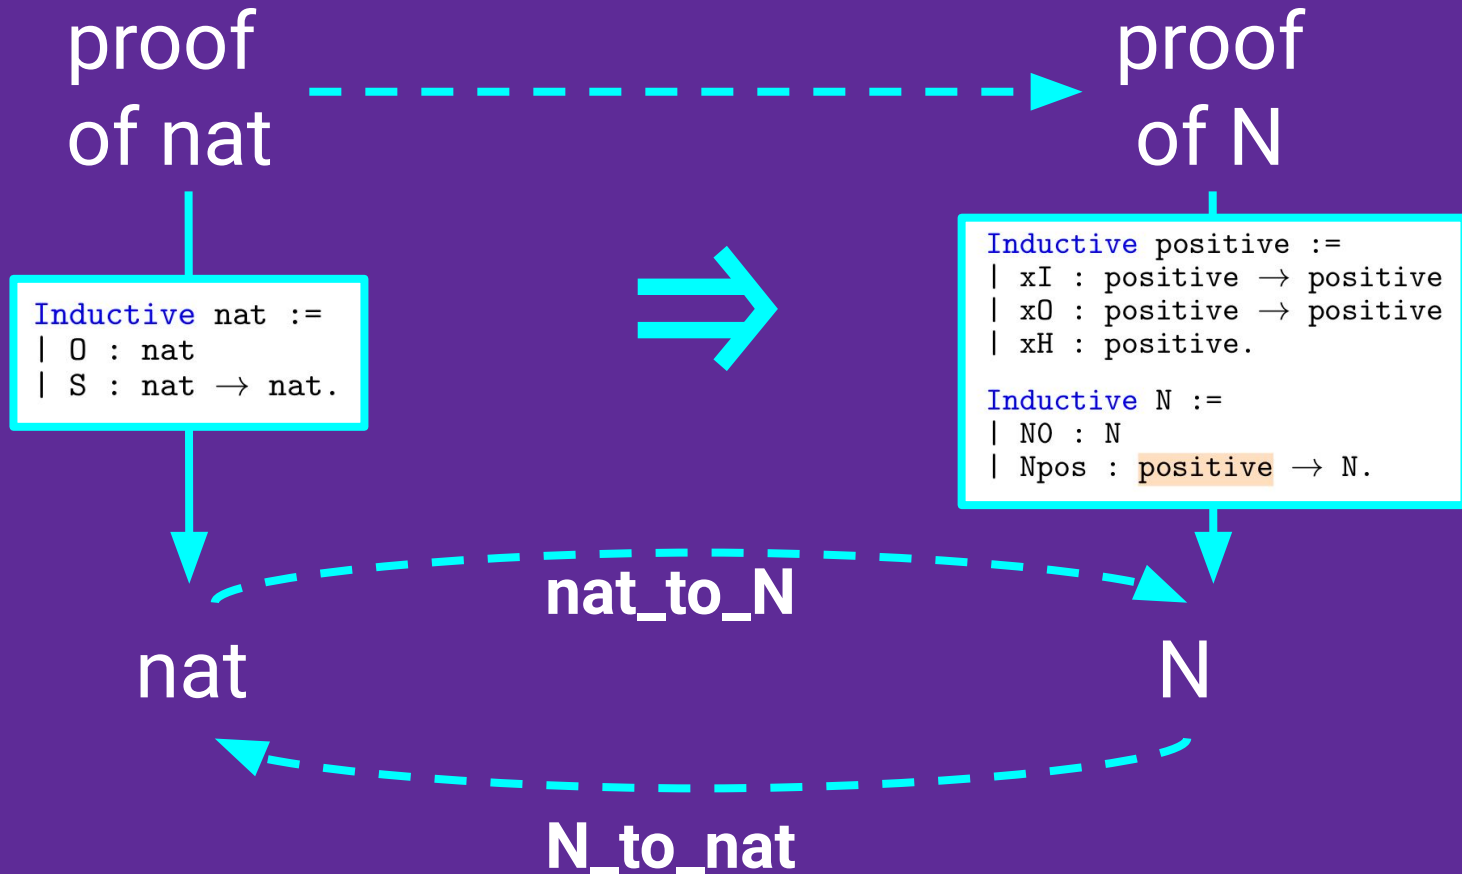 proof
of nat
proof
of N
Inductive nat :=
| O : nat
| S : nat → nat.
Inductive positive :=
| xI : positive → positive
| xO : positive → positive
| xH : positive.
Inductive N :=
| N0 : N
| Npos : positive → N.
nat_to_N
nat
N
N_to_nat